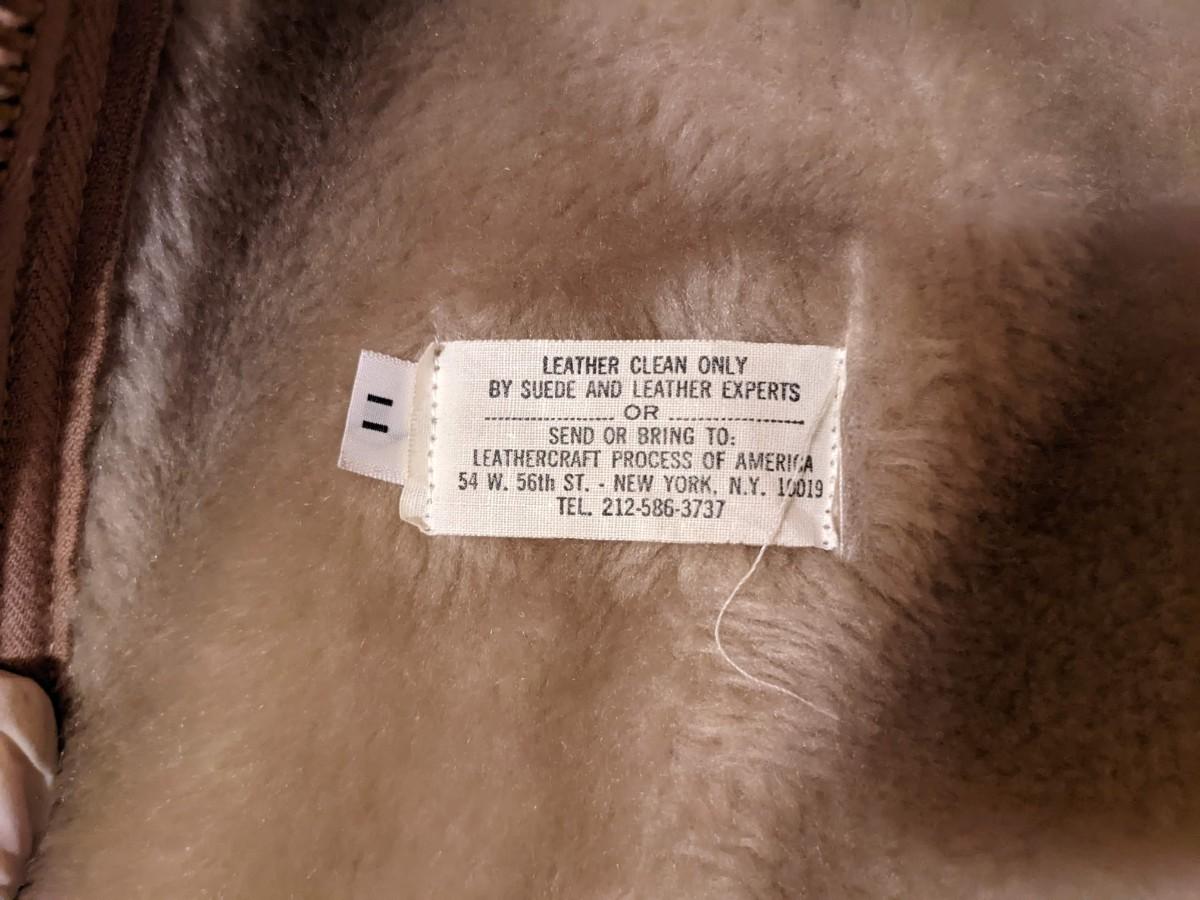 LEATHER CLEAN ONLY
BY SUEDE AND LEATHER EXPERTS
OR
SEND OR BRING TO:
LEATHERCRAFT PROCESS OF AMERICA
54 W. 56th ST. - NEW YORK, N.Y. 10019
TEL. 212-586-3737
11